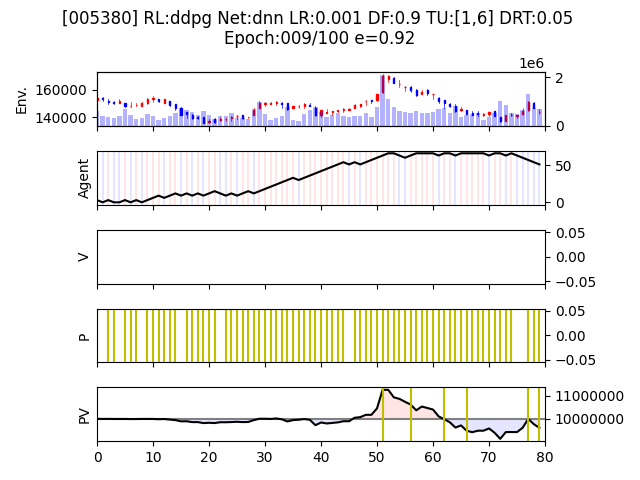 [005380] RL:ddpg Net:dnn LR:0.001 DF:0.9 TU:[1,6] DRT:0.05
Epoch:009/100 e=0.92
1e6
Env.
160000
140000
2
0
Agent
50
0
V
0.05
0.00
−0.05
P
0.05
0.00
−0.05
PV
11000000
10000000
0 10 20 30 40 50 60 70 80